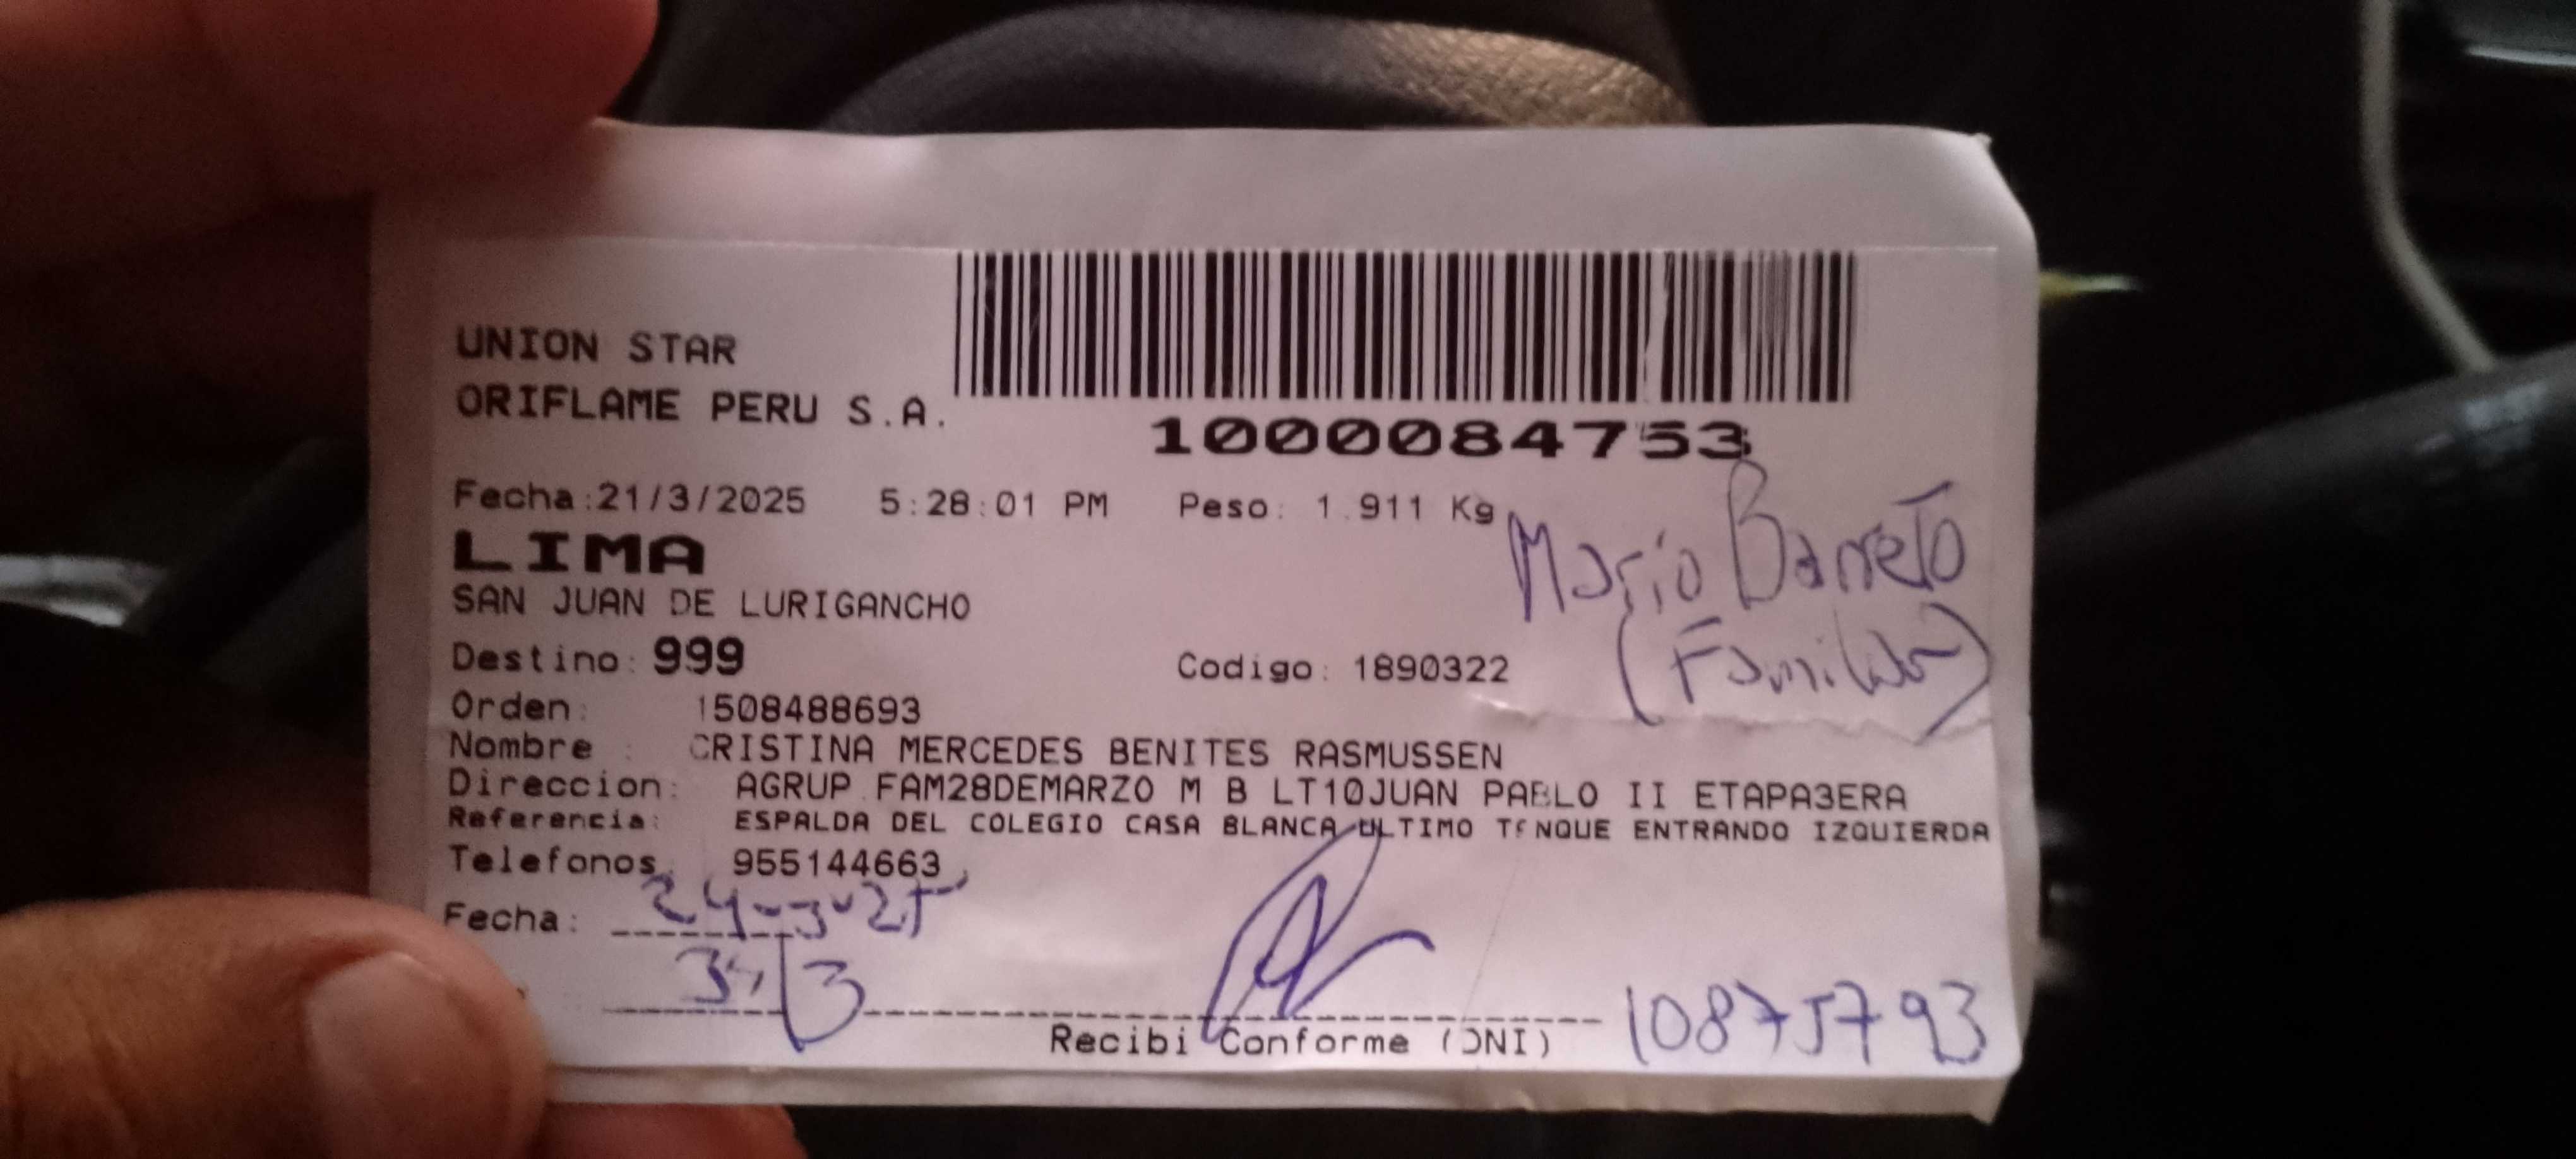 UNION STAR
ORIFLAME PERU S.A.
1000084753
Fecha:21/3/2025 5:28:01 PM Peso: 1.911 Kg
Mario Barreto
LIMA
SAN JUAN DE LURIGANCHO
(Familiar)
Destino: 999 Codigo: 1890322
Orden: 1508488693
Nombre : CRISTINA MERCEDES BENITES RASMUSSEN
Direccion: AGRUP.FAM28DEMARZO M B LT10JUAN PABLO II ETAPA3ERA
Referencia: ESPALDA DEL COLEGIO CASA BLANCA ULTIMO TANQUE ENTRANDO IZQUIERDA
Telefonos: 955144663
Fecha: 24-3-25
Recibi Conforme (DNI) 10875793